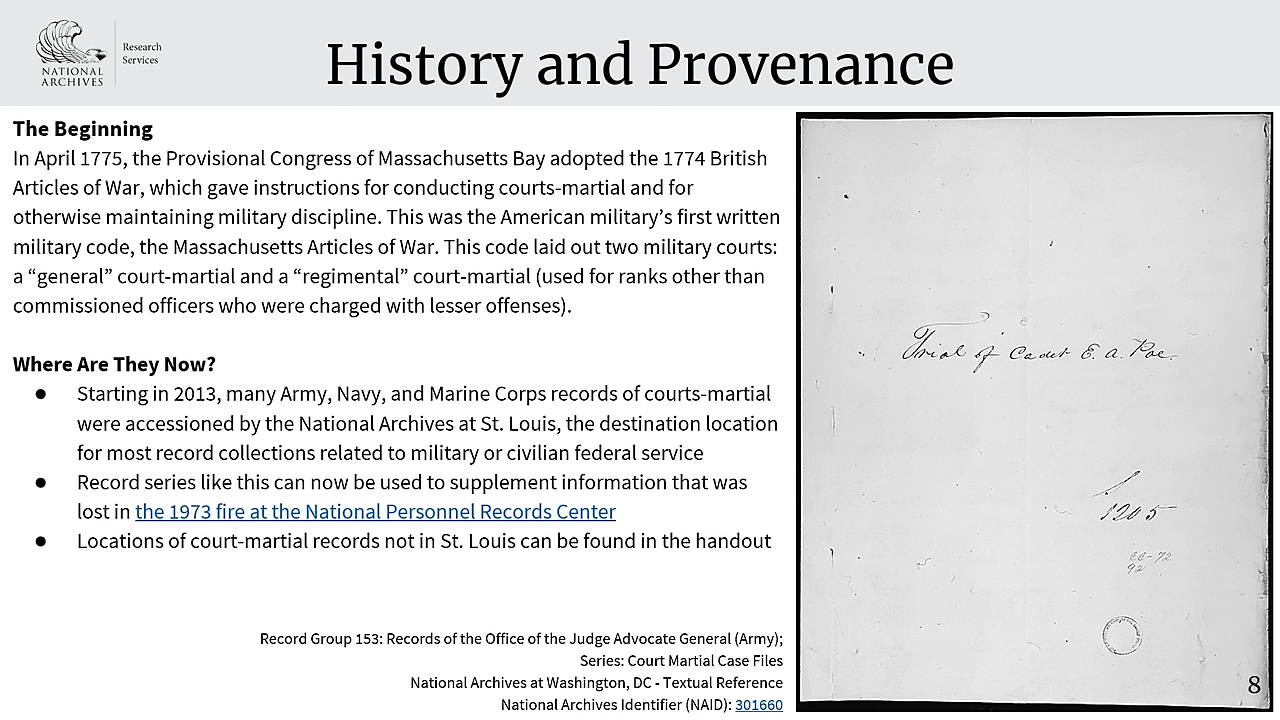 NATIONAL
ARCHIVES
Research
Services
History and Provenance
The Beginning
In April 1775, the Provisional Congress of Massachusetts Bay adopted the 1774 British
Articles of War, which gave instructions for conducting courts-martial and for
otherwise maintaining military discipline. This was the American military’s first written
military code, the Massachusetts Articles of War. This code laid out two military courts:
a “general” court-martial and a “regimental” court-martial (used for ranks other than
commissioned officers who were charged with lesser offenses).
Where Are They Now?
● Starting in 2013, many Army, Navy, and Marine Corps records of courts-martial
were accessioned by the National Archives at St. Louis, the destination location
for most record collections related to military or civilian federal service
● Record series like this can now be used to supplement information that was
lost in the 1973 fire at the National Personnel Records Center
● Locations of court-martial records not in St. Louis can be found in the handout
Record Group 153: Records of the Office of the Judge Advocate General (Army);
Series: Court Martial Case Files
National Archives at Washington, DC - Textual Reference
National Archives Identifier (NAID): 301660
Trial of Cadet E. A. Poe.
1205
CC-72
92
8